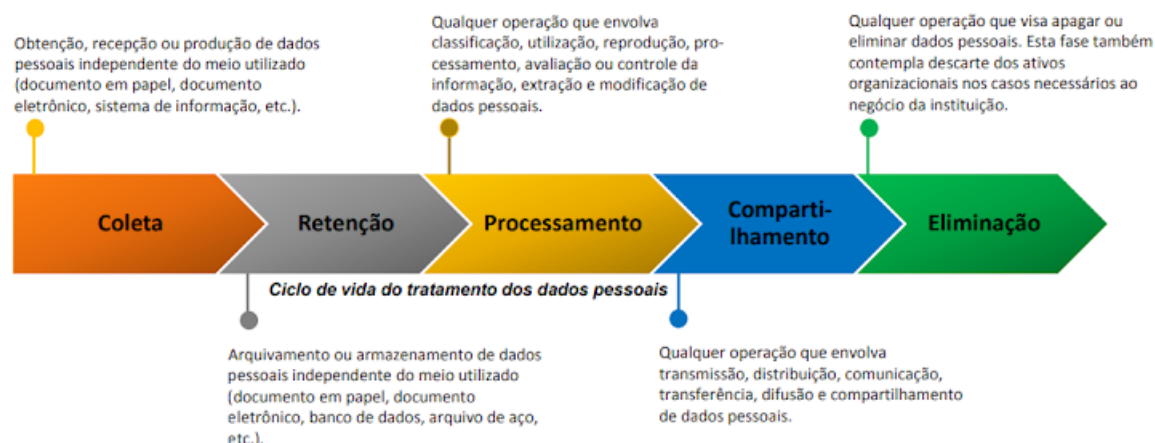 Obtenção, recepção ou produção de dados
pessoais independente do meio utilizado
(documento em papel, documento
eletrônico, sistema de informação, etc.).
Qualquer operação que envolva
classificação, utilização, reprodução, pro-
cessamento, avaliação ou controle da
informação, extração e modificação de
dados pessoais.
Qualquer operação que visa apagar ou
eliminar dados pessoais. Esta fase também
contempla descarte dos ativos
organizacionais nos casos necessários ao
negócio da instituição.
Coleta
Retenção
Processamento
Comparti-
lhamento
Eliminação
Ciclo de vida do tratamento dos dados pessoais
Arquivamento ou armazenamento de dados
pessoais independente do meio utilizado
(documento em papel, documento
eletrônico, banco de dados, arquivo de aço,
etc.).
Qualquer operação que envolva
transmissão, distribuição, comunicação,
transferência, difusão e compartilhamento
de dados pessoais.